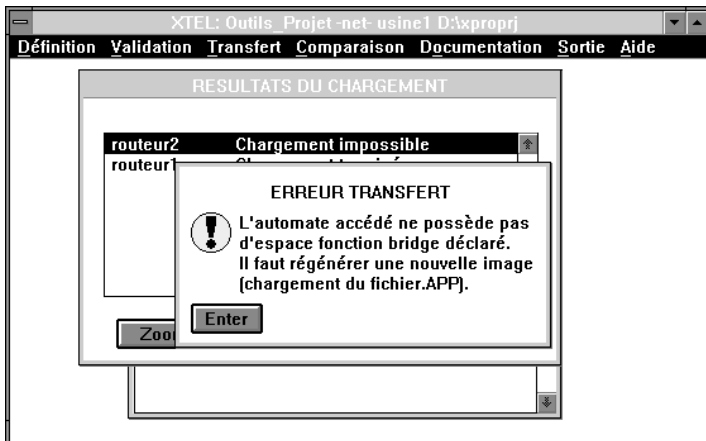 XTEL: Outils_Projet -net- usine1 D:\xproprj
Définition Validation Transfert Comparaison Documentation Sortie Aide
RESULTATS DU CHARGEMENT
routeur2 Chargement impossible
routeur1
ERREUR TRANSFERT
L'automate accédé ne possède pas
d'espace fonction bridge déclaré.
Il faut régénérer une nouvelle image
(chargement du fichier.APP).
Enter